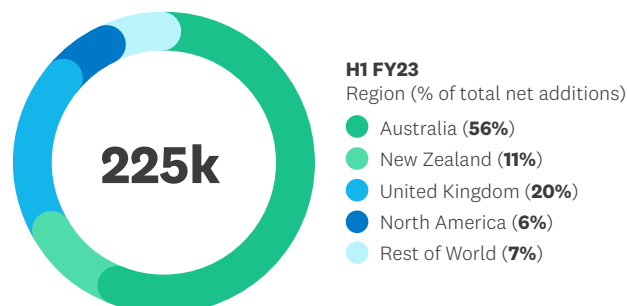 225k
H1 FY23
Region (% of total net additions)
Australia (56%)
New Zealand (11%)
United Kingdom (20%)
North America (6%)
Rest of World (7%)